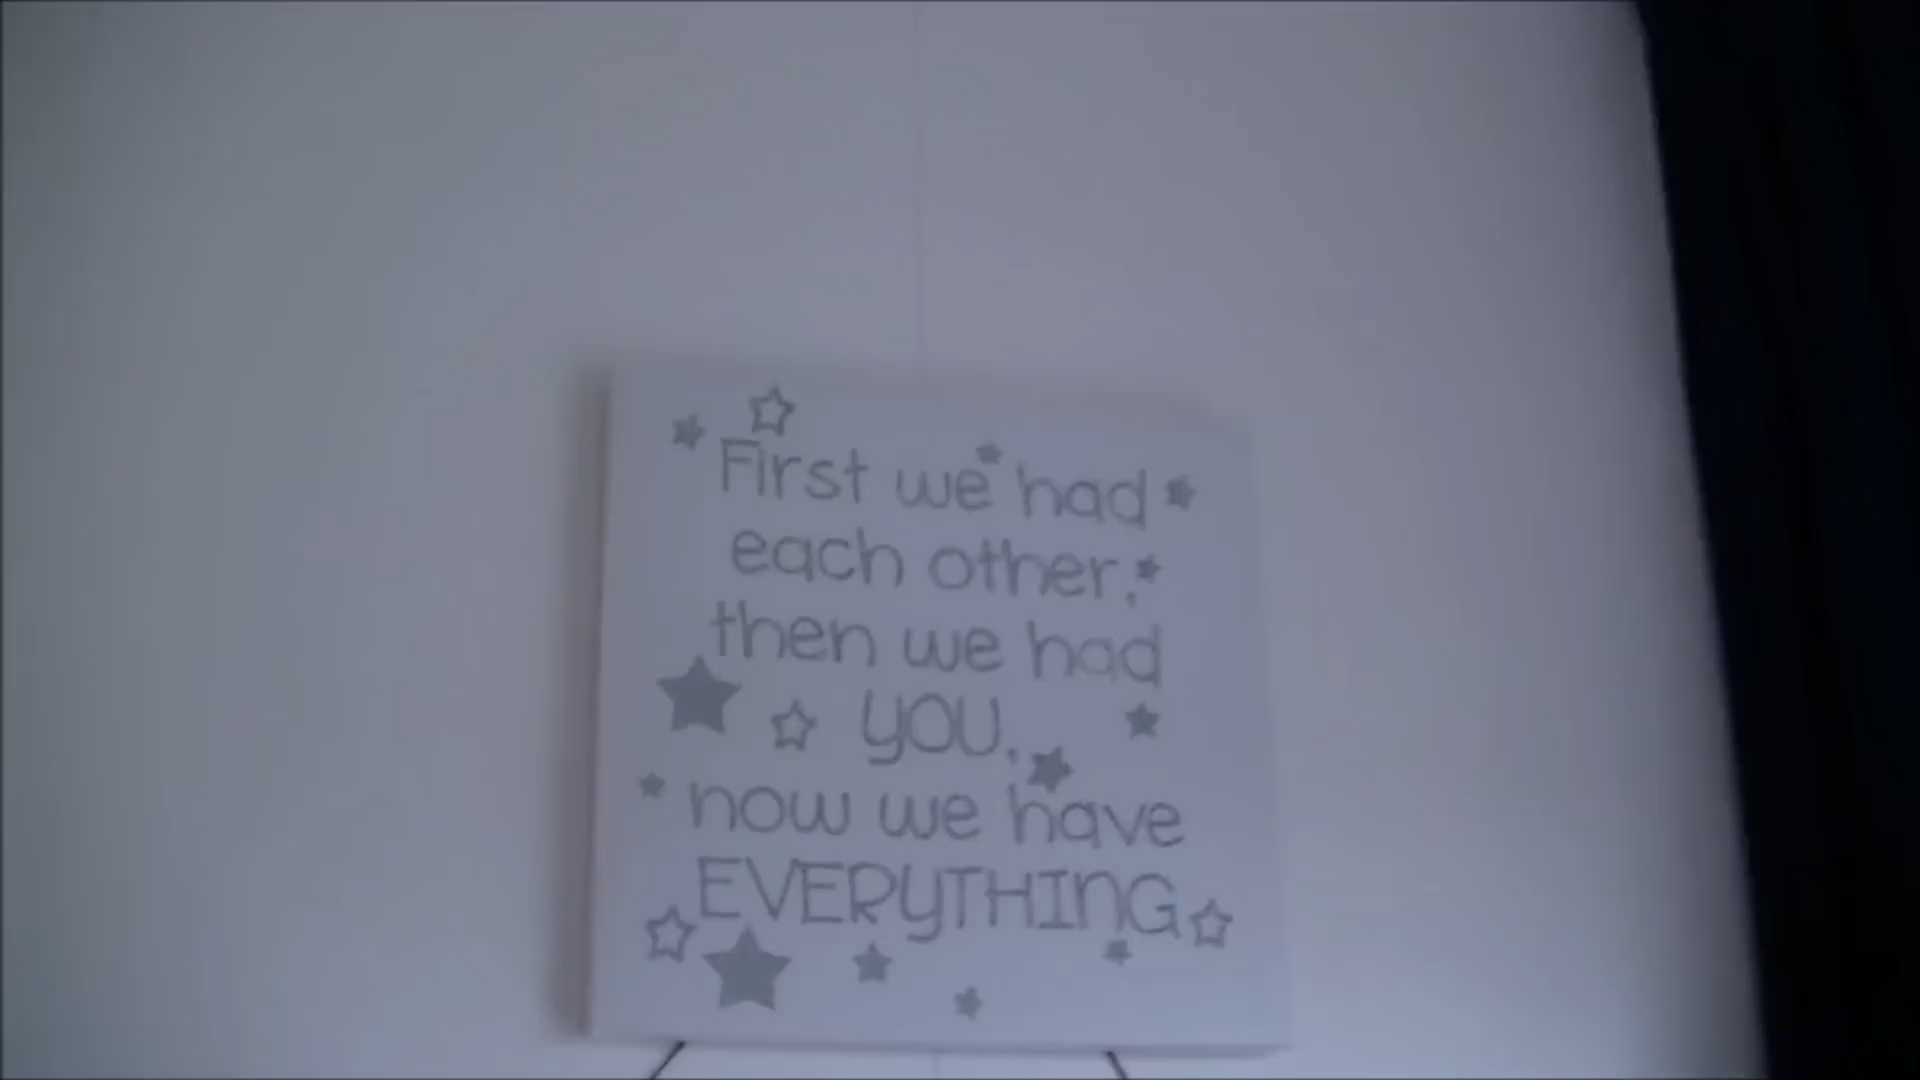 First we had
each other,
then we had
YOU,
now we have
EVERYTHING